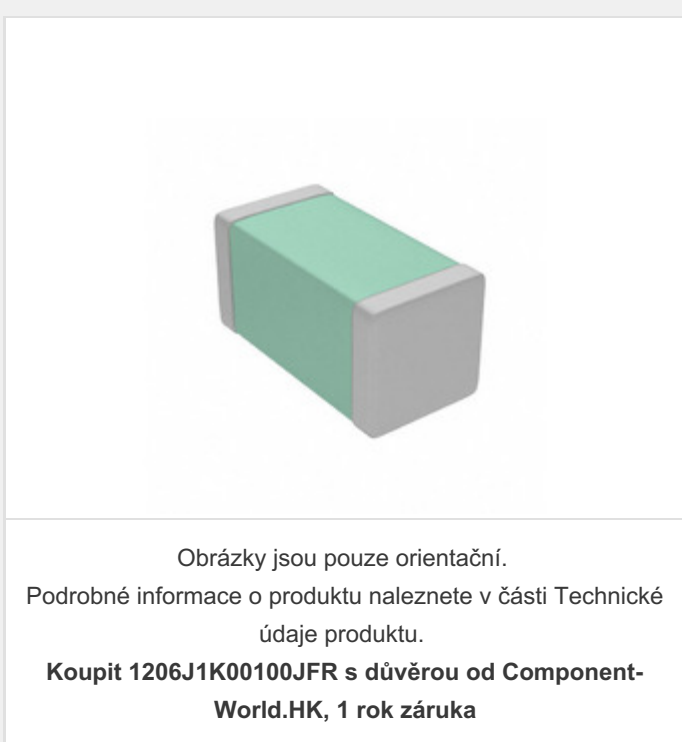 Obrázky jsou pouze orientační.
Podrobné informace o produktu naleznete v části Technické
údaje produktu.
Koupit 1206J1K00100JFR s důvěrou od Component-
World.HK, 1 rok záruka